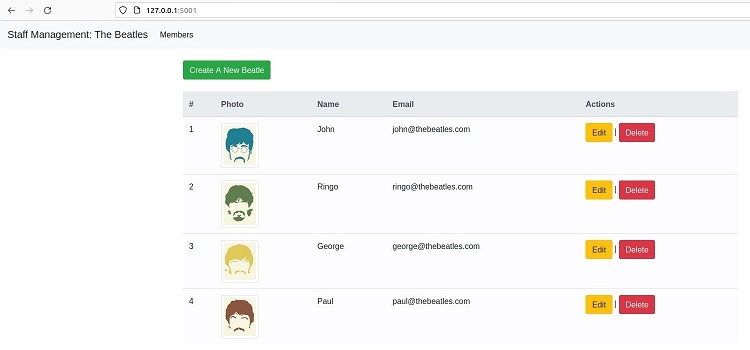 127.0.0.1:5001
Staff Management: The Beatles Members
Create A New Beatle
# Photo Name Email Actions
1 John john@thebeatles.com Edit | Delete
2 Ringo ringo@thebeatles.com Edit | Delete
3 George george@thebeatles.com Edit | Delete
4 Paul paul@thebeatles.com Edit | Delete